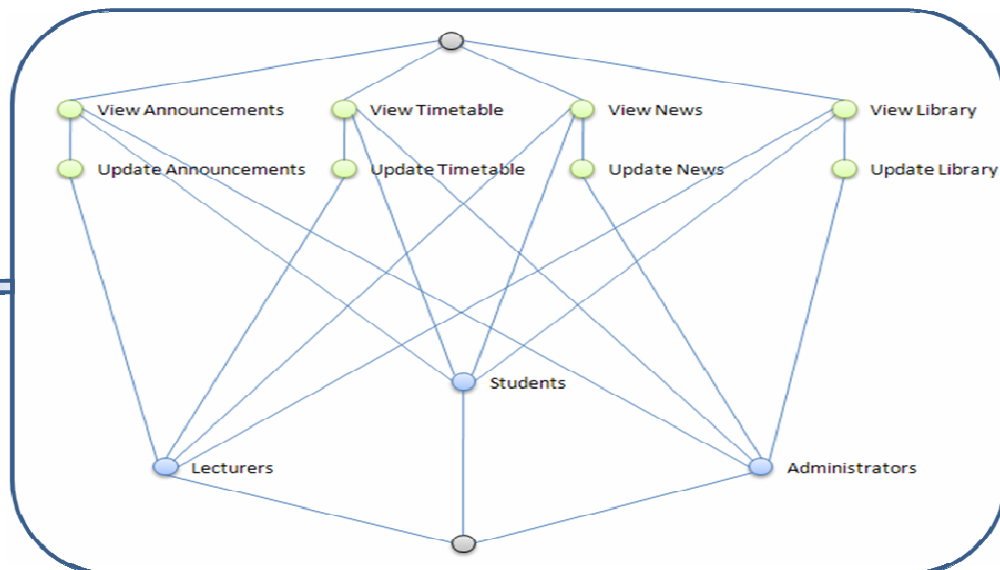 View Announcements
View Timetable
View News
View Library
Update Announcements
Update Timetable
Update News
Update Library
Students
Lecturers
Administrators